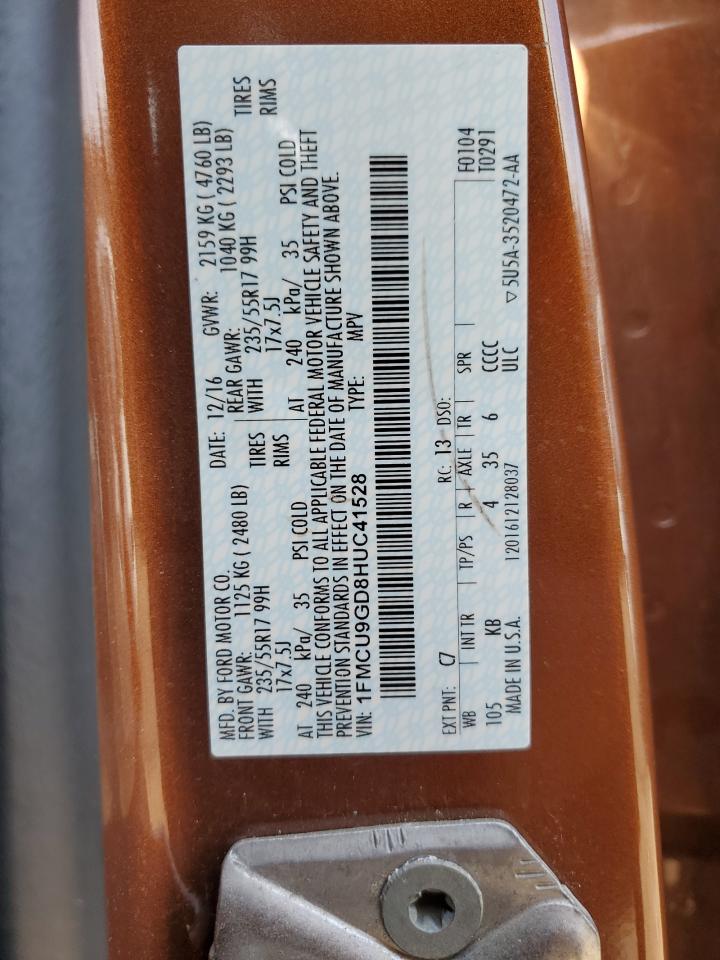 MFD. BY FORD MOTOR CO. DATE: 12/16 GVWR: 2159 KG ( 4760 LB)
FRONT GAWR: 1125 KG ( 2480 LB) REAR GAWR: 1040 KG ( 2293 LB)
WITH 235/55R17 99H TIRES WITH 235/55R17 99H TIRES
17x7.5J RIMS 17x7.5J RIMS
AT 240 kPa/ 35 PSI COLD AT 240 kPa/ 35 PSI COLD
THIS VEHICLE CONFORMS TO ALL APPLICABLE FEDERAL MOTOR VEHICLE SAFETY AND THEFT
PREVENTION STANDARDS IN EFFECT ON THE DATE OF MANUFACTURE SHOWN ABOVE.
VIN: 1FMCU9GD8HUC41528 TYPE: MPV
EXT PNT: C7 RC: 13 DSO: F0104
WB INT TR TP/PS R AXLE TR SPR T0291
105 KB 4 35 6 CCCC
MADE IN U.S.A. 1201612128037 ULC ▽5U5A-3520472-AA